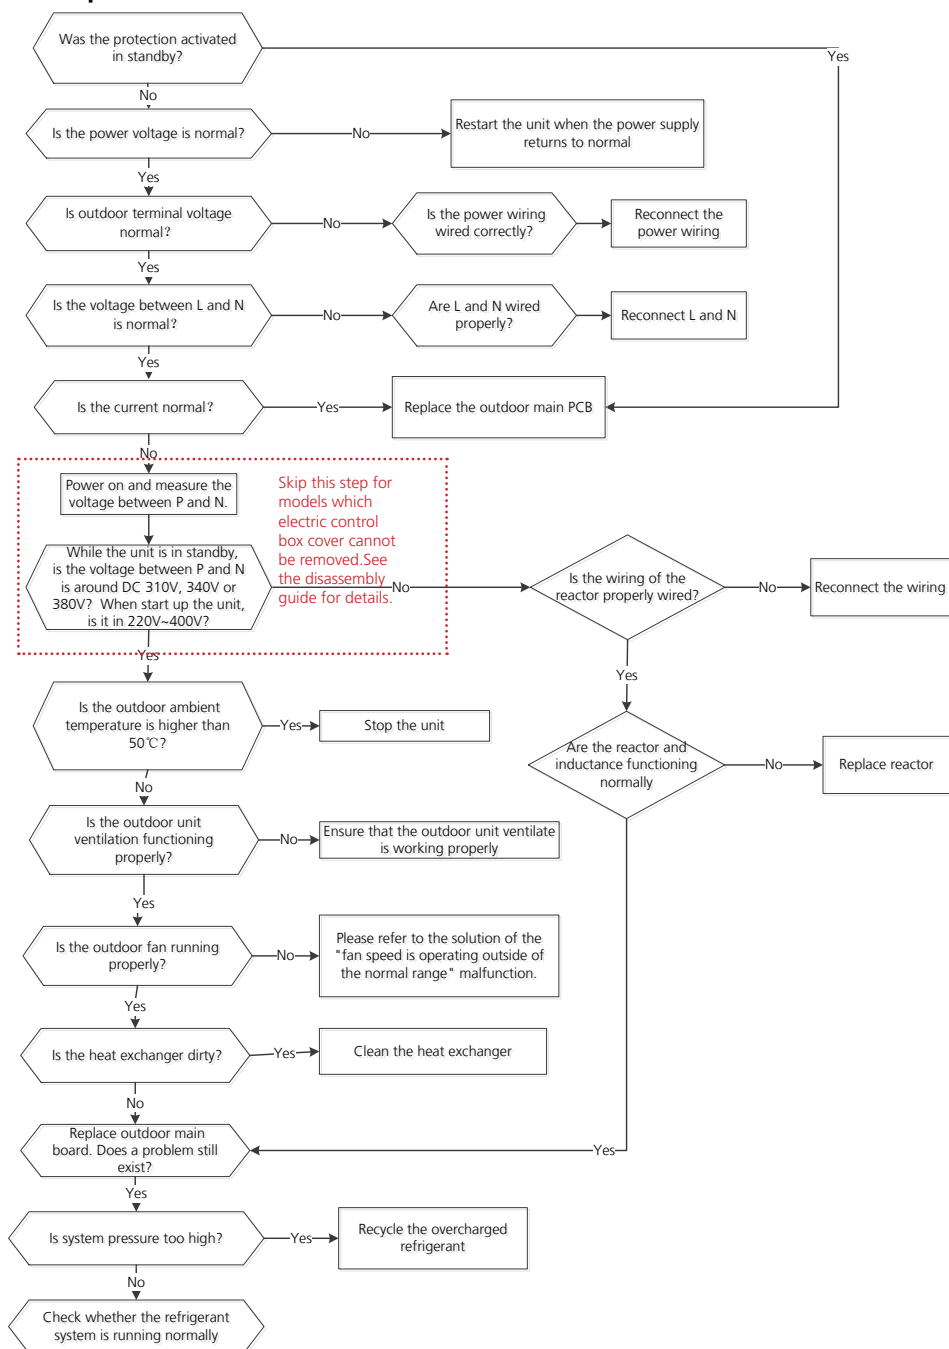 Was the protection activated
in standby?
Yes
No
Is the power voltage is normal?
No
Restart the unit when the power supply
returns to normal
Yes
Is outdoor terminal voltage
normal?
No
Is the power wiring
wired correctly?
Reconnect the
power wiring
Yes
Is the voltage between L and N
is normal?
No
Are L and N wired
properly?
Reconnect L and N
Yes
Is the current normal?
Yes
Replace the outdoor main PCB
No
Power on and measure the
voltage between P and N.
Skip this step for
models which
electric control
box cover cannot
be removed.See
the disassembly
guide for details.
While the unit is in standby,
is the voltage between P and N
is around DC 310V, 340V or
380V? When start up the unit,
is it in 220V~400V?
No
Is the wiring of the
reactor properly wired?
No
Reconnect the wiring
Yes
Yes
Is the outdoor ambient
temperature is higher than
50℃?
Yes
Stop the unit
Are the reactor and
inductance functioning
normally
No
Replace reactor
No
Is the outdoor unit
ventilation functioning
properly?
No
Ensure that the outdoor unit ventilate
is working properly
Yes
Is the outdoor fan running
properly?
No
Please refer to the solution of the
"fan speed is operating outside of
the normal range" malfunction.
Yes
Is the heat exchanger dirty?
Yes
Clean the heat exchanger
No
Replace outdoor main
board. Does a problem still
exist?
Yes
Yes
Is system pressure too high?
Yes
Recycle the overcharged
refrigerant
No
Check whether the refrigerant
system is running normally